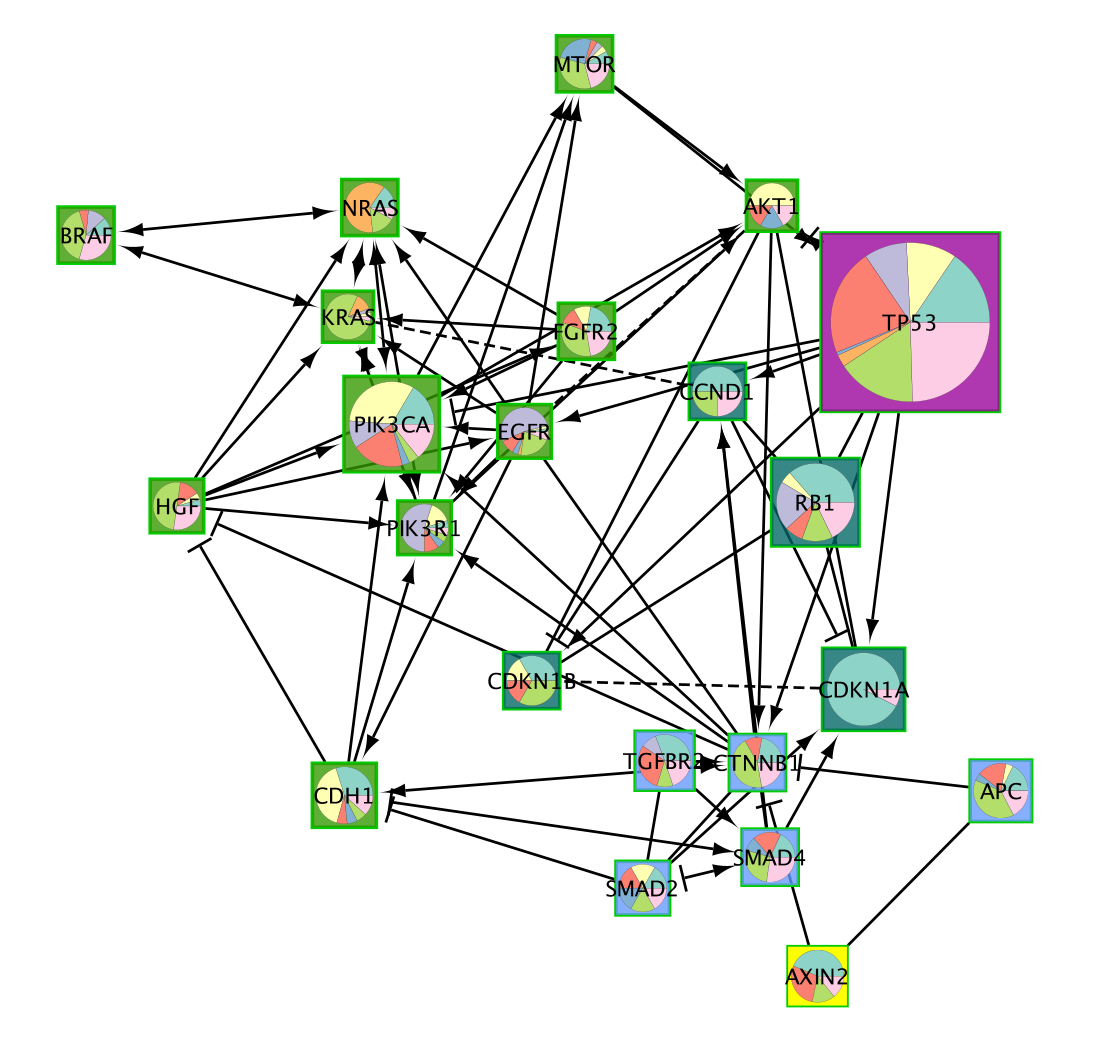 MTOR
NRAS
AKT1
BRAF
KRAS
FGFR2
TP53
CCND1
PIK3CA
EGFR
RB1
HGF
PIK3R1
CDKN1B
CDKN1A
TGFBR2
CTNNB1
CDH1
APC
SMAD4
SMAD2
AXIN2